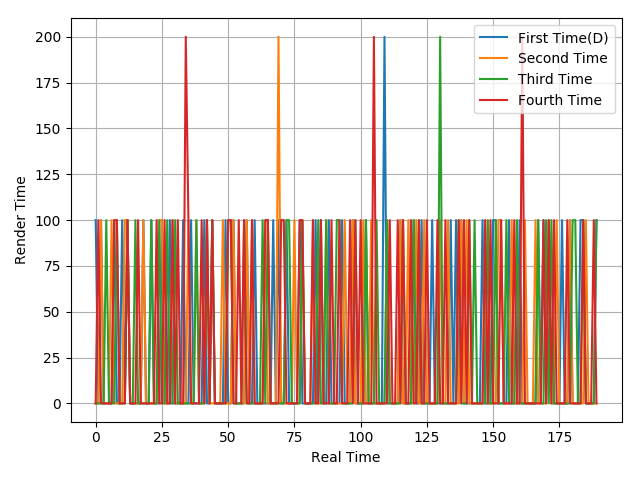 First Time(D)
Second Time
Third Time
Fourth Time
Render Time
200
175
150
125
100
75
50
25
0
0 25 50 75 100 125 150 175
Real Time